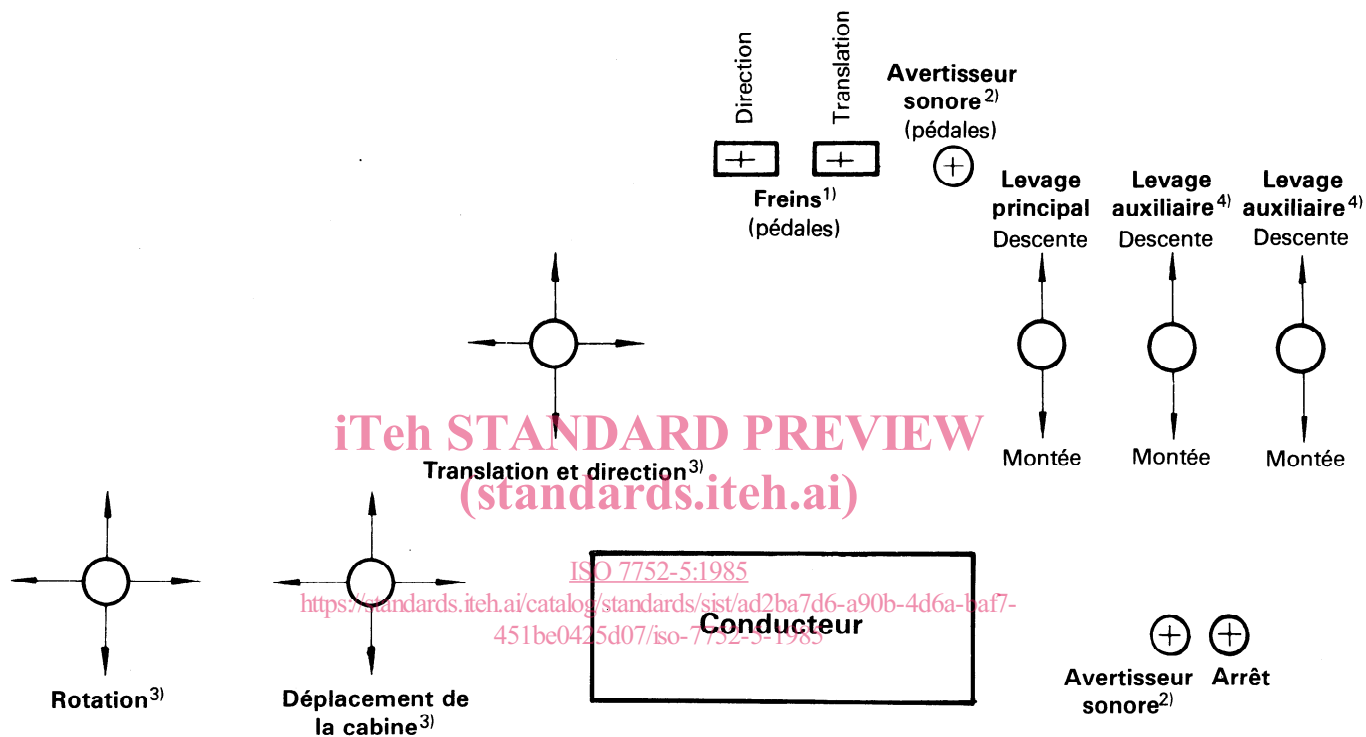 Direction
Translation
Avertisseur
sonore2)
(pédales)
Freins1)
(pédales)
Levage
principal
Descente
Montée
Levage
auxiliaire4)
Descente
Montée
Levage
auxiliaire4)
Descente
Montée
Translation et direction3)
iTeh STANDARD PREVIEW
(standards.iteh.ai)
ISO 7752-5:1985
https://standards.iteh.ai/catalog/standards/sist/ad2ba7d6-a90b-4d6a-baf7-
451be0425d07/iso-7752-5-1985
Rotation3)
Déplacement de
la cabine3)
Conducteur
Avertisseur
sonore2)
Arrêt